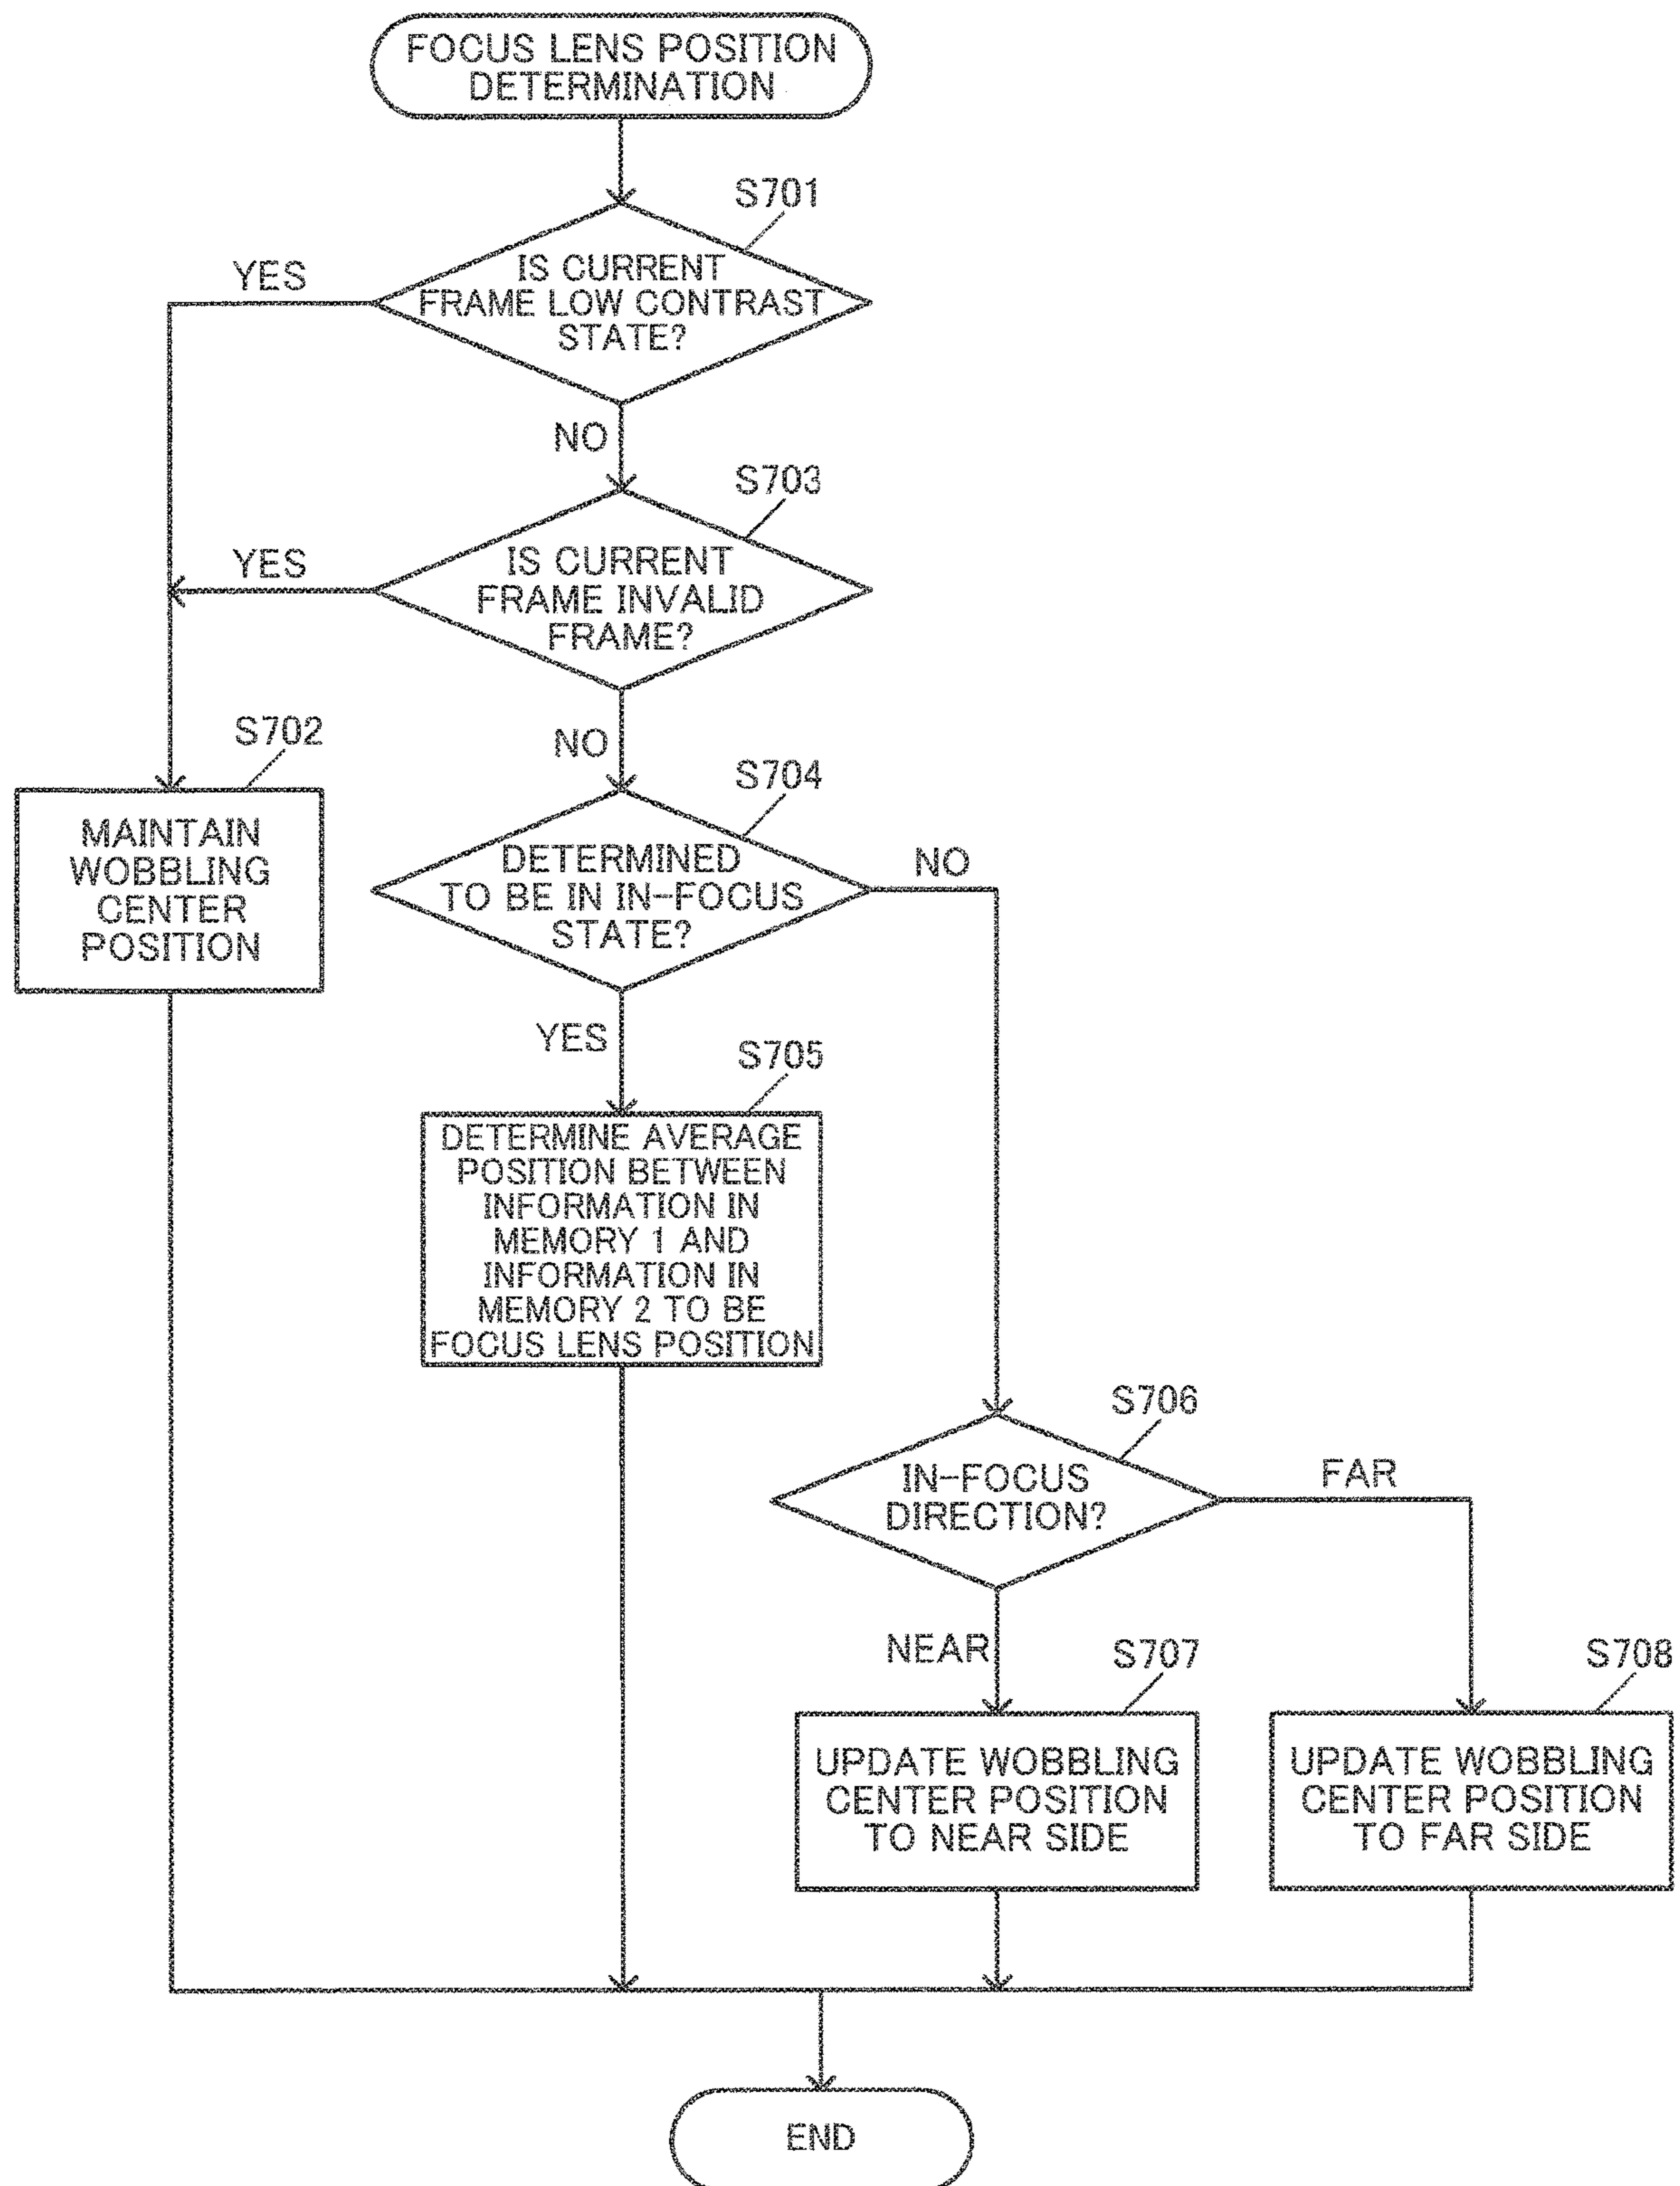 FOCUS LENS POSITION
DETERMINATION
S701
IS CURRENT
FRAME LOW CONTRAST
STATE?
YES
NO
S703
IS CURRENT
FRAME INVALID
FRAME?
YES
NO
S702
MAINTAIN
WOBBLING
CENTER
POSITION
S704
DETERMINED
TO BE IN IN-FOCUS
STATE?
NO
YES
S705
DETERMINE AVERAGE
POSITION BETWEEN
INFORMATION IN
MEMORY 1 AND
INFORMATION IN
MEMORY 2 TO BE
FOCUS LENS POSITION
S706
IN-FOCUS
DIRECTION?
FAR
NEAR
S707
UPDATE WOBBLING
CENTER POSITION
TO NEAR SIDE
S708
UPDATE WOBBLING
CENTER POSITION
TO FAR SIDE
END